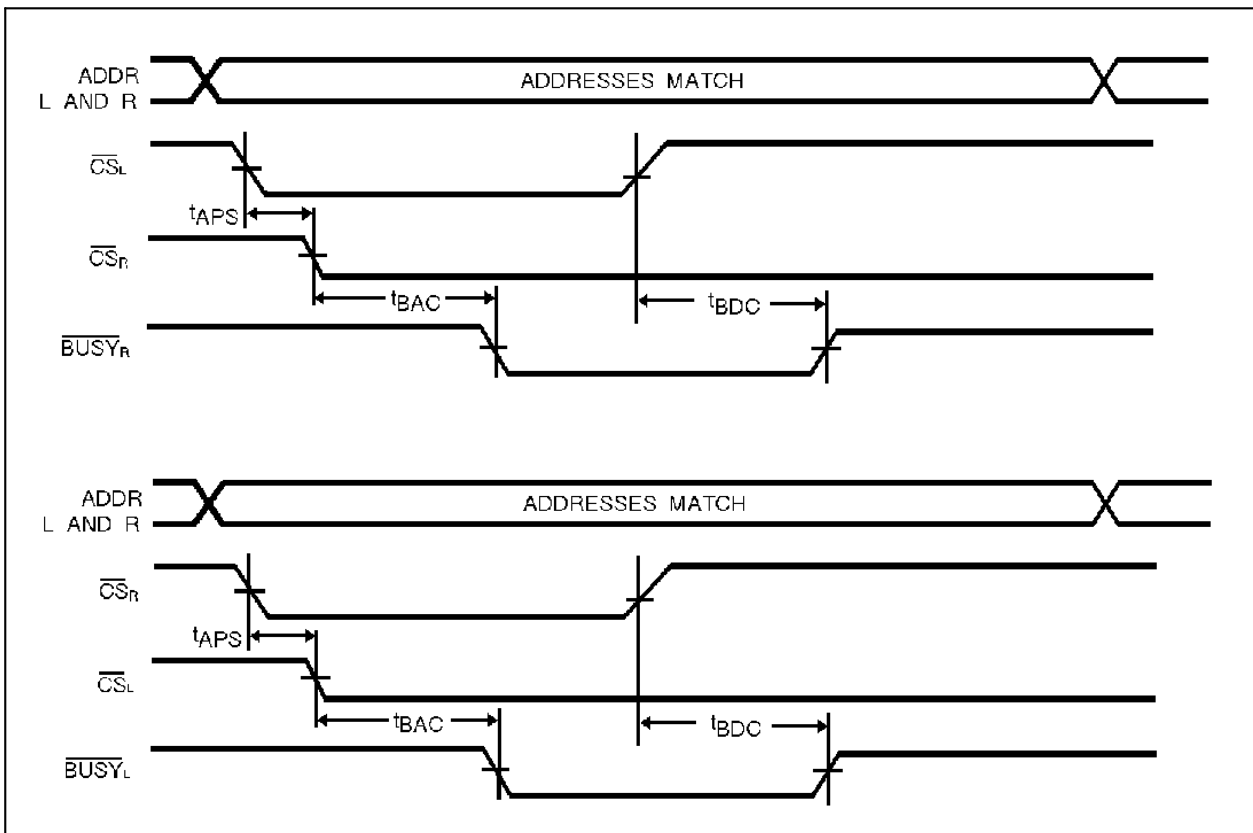 ADDR
L AND R
ADDRESSES MATCH
CSL
tAPS
CSR
tBAC
tBDC
BUSYR
ADDR
L AND R
ADDRESSES MATCH
CSR
tAPS
CSL
tBAC
tBDC
BUSYL